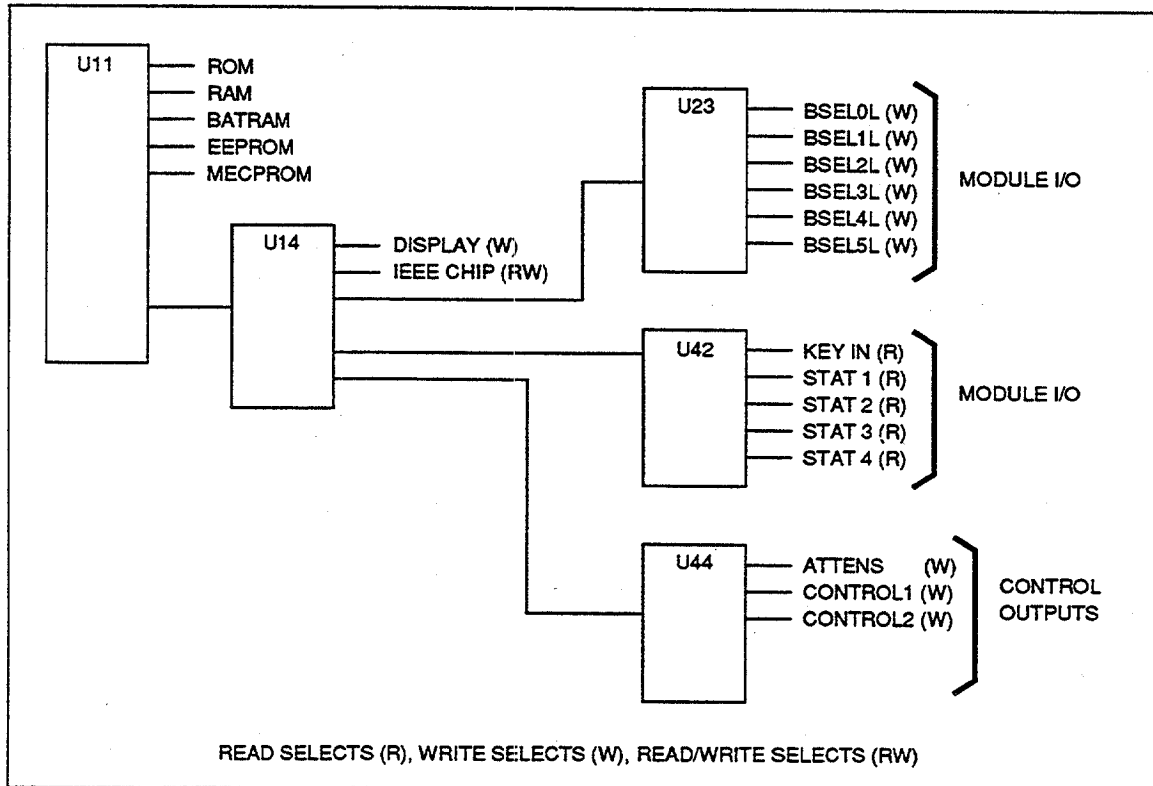 U11
ROM
RAM
BATRAM
EEPROM
MECPROM
U14
DISPLAY (W)
IEEE CHIP (RW)
U23
BSEL0L (W)
BSEL1L (W)
BSEL2L (W)
BSEL3L (W)
BSEL4L (W)
BSEL5L (W)
MODULE I/O
U42
KEY IN (R)
STAT 1 (R)
STAT 2 (R)
STAT 3 (R)
STAT 4 (R)
MODULE I/O
U44
ATTENS (W)
CONTROL1 (W)
CONTROL2 (W)
CONTROL
OUTPUTS
READ SELECTS (R), WRITE SELECTS (W), READ/WRITE SELECTS (RW)